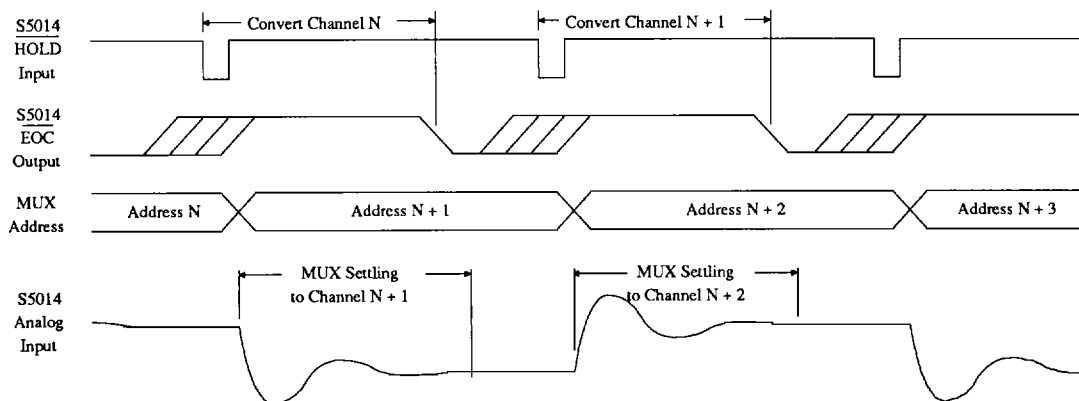 S5014
HOLD
Input
Convert Channel N
Convert Channel N + 1
S5014
EOC
Output
MUX
Address
Address N
Address N + 1
Address N + 2
Address N + 3
S5014
Analog
Input
MUX Settling
to Channel N + 1
MUX Settling
to Channel N + 2